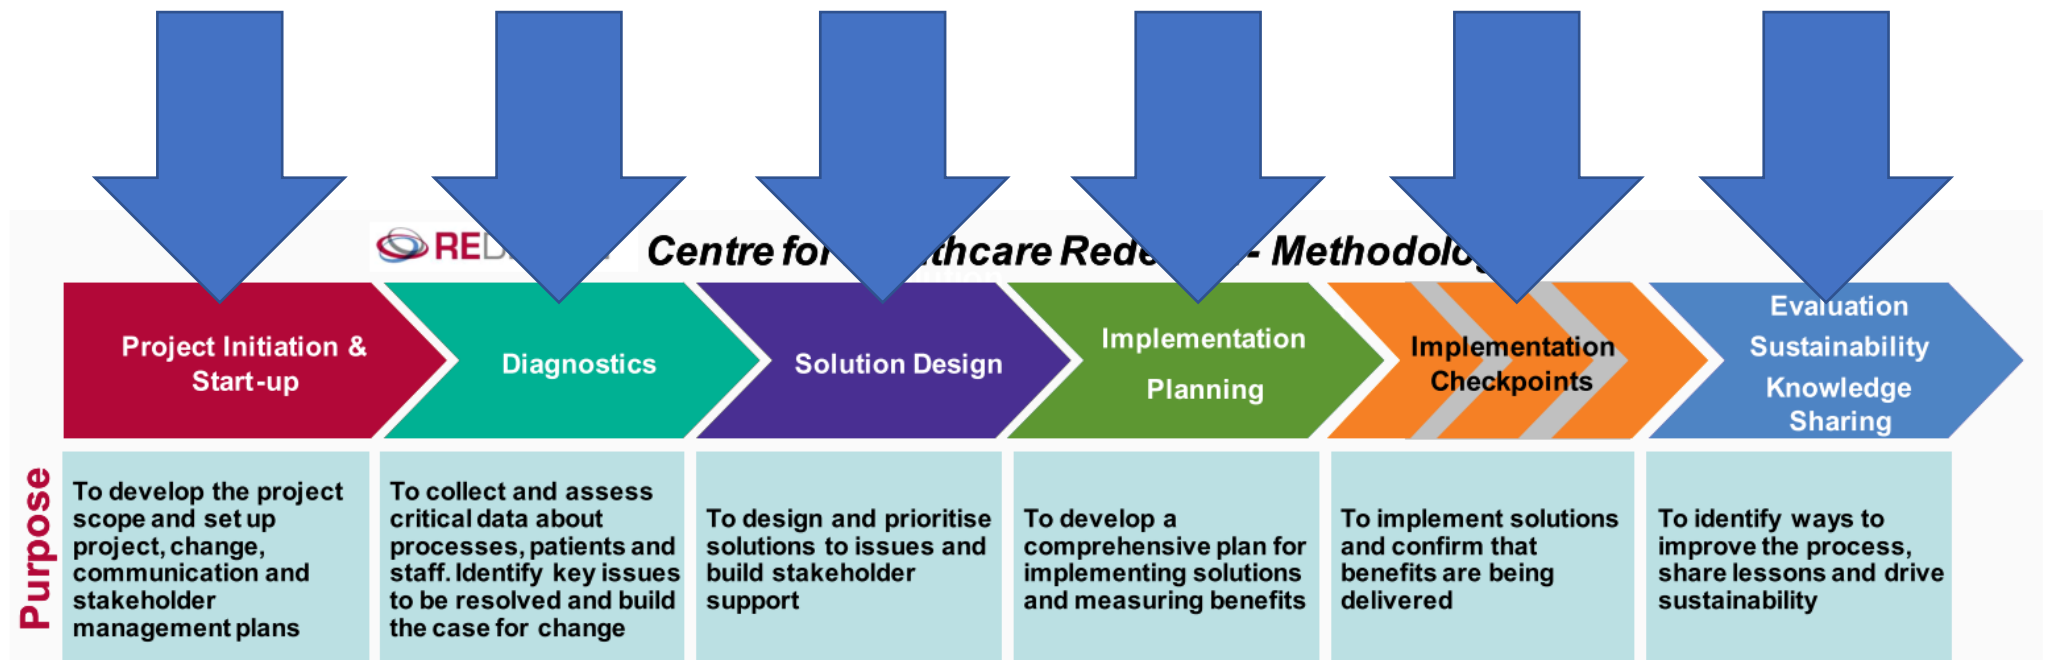 RED
Centre for Healthcare Redesign - Methodology
Project Initiation &
Start-up
Diagnostics
Solution Design
Implementation
Planning
Implementation
Checkpoints
Evaluation
Sustainability
Knowledge
Sharing
Purpose
To develop the project
scope and set up
project, change,
communication and
stakeholder
management plans
To collect and assess
critical data about
processes, patients and
staff. Identify key issues
to be resolved and build
the case for change
To design and prioritise
solutions to issues and
build stakeholder
support
To develop a
comprehensive plan for
implementing solutions
and measuring benefits
To implement solutions
and confirm that
benefits are being
delivered
To identify ways to
improve the process,
share lessons and drive
sustainability